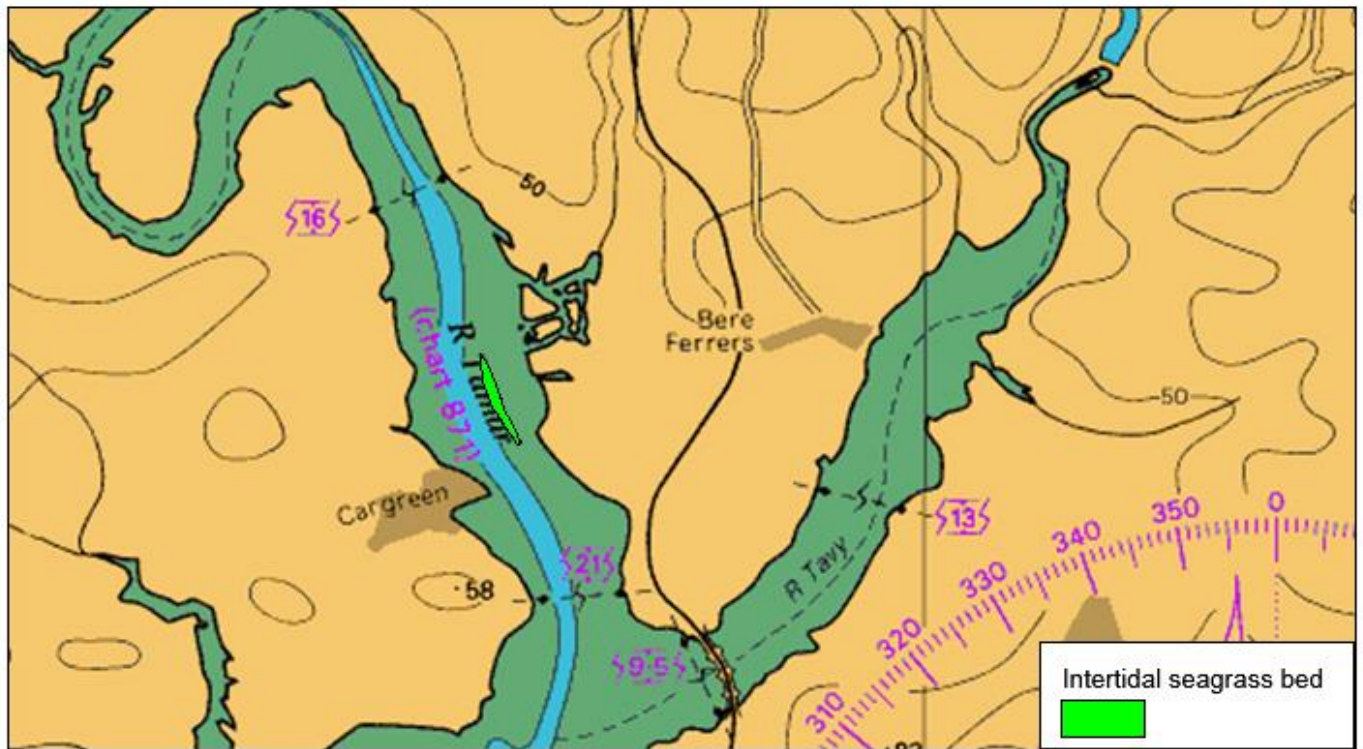 50
16
R Tamar
(chart 871)
Bere
Ferrers
50
Cargreen
13
21
58
R Tavy
9·5
0
350
340
330
320
310
Intertidal seagrass bed